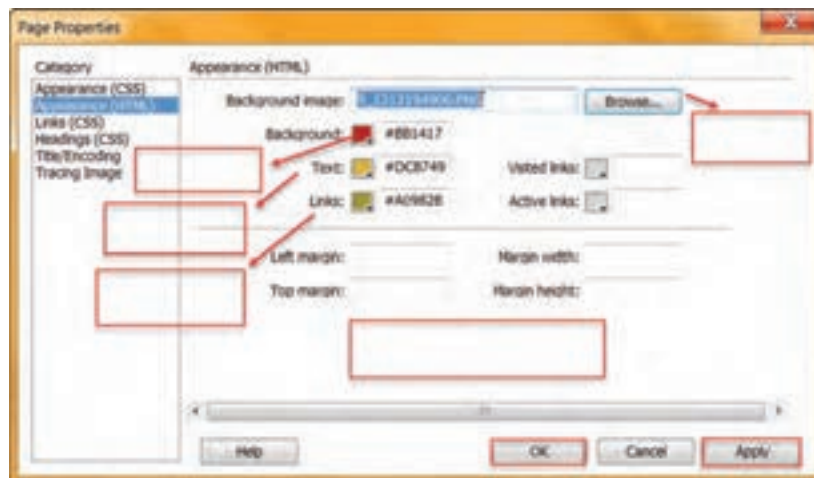 Page Properties
Category
Appearance (CSS)
Appearance (HTML)
Links (CSS)
Headings (CSS)
Title/Encoding
Tracing Image
Appearance (HTML)
Background image:
Browse...
Background: #BB1417
Text: #DCB749 Visited links:
Links: #A09828 Active links:
Left margin: Margin width:
Top margin: Margin height:
Help OK Cancel Apply